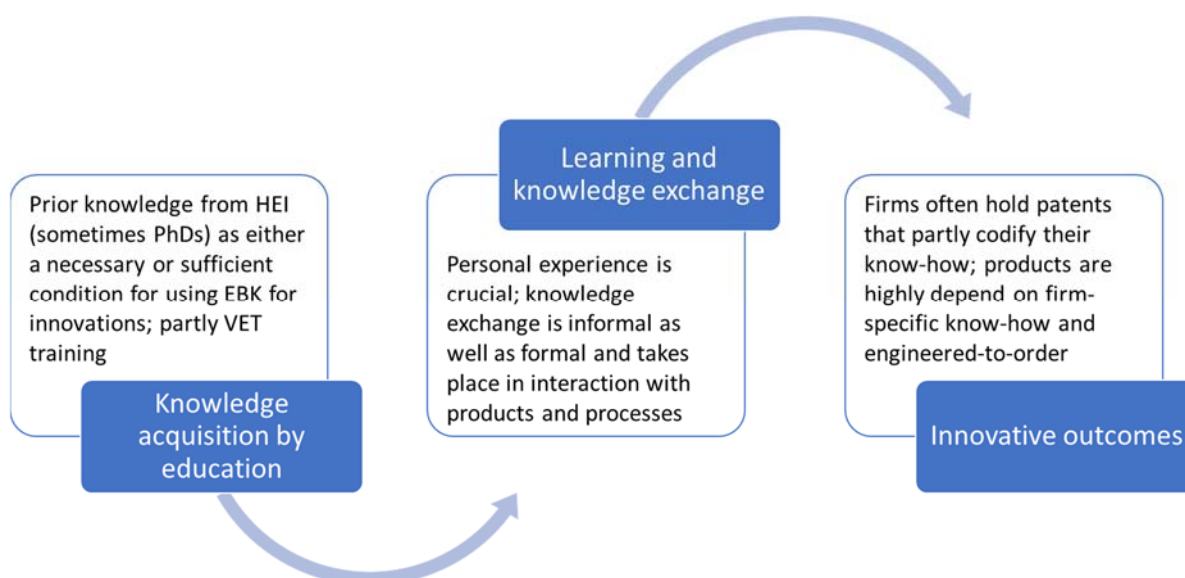 Prior knowledge from HEI
(sometimes PhDs) as either
a necessary or sufficient
condition for using EBK for
innovations; partly VET
training
Knowledge
acquisition by
education
Learning and
knowledge exchange
Personal experience is
crucial; knowledge
exchange is informal as
well as formal and takes
place in interaction with
products and processes
Firms often hold patents
that partly codify their
know-how; products are
highly depend on firm-
specific know-how and
engineered-to-order
Innovative outcomes